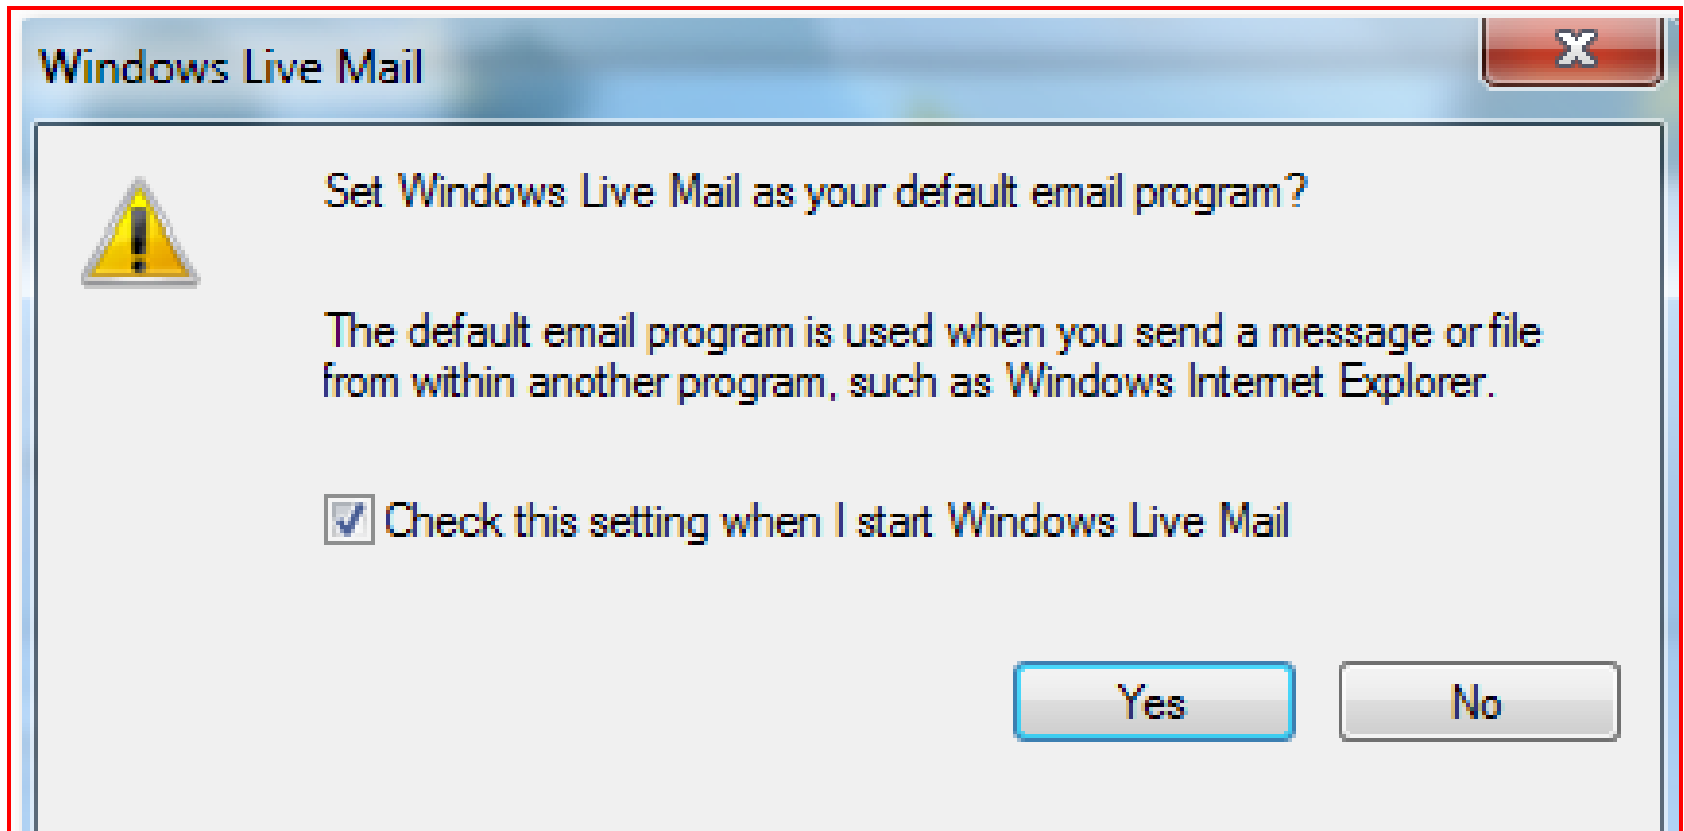 Windows Live Mail
Set Windows Live Mail as your default email program?
The default email program is used when you send a message or file
from within another program, such as Windows Internet Explorer.
Check this setting when I start Windows Live Mail
Yes No